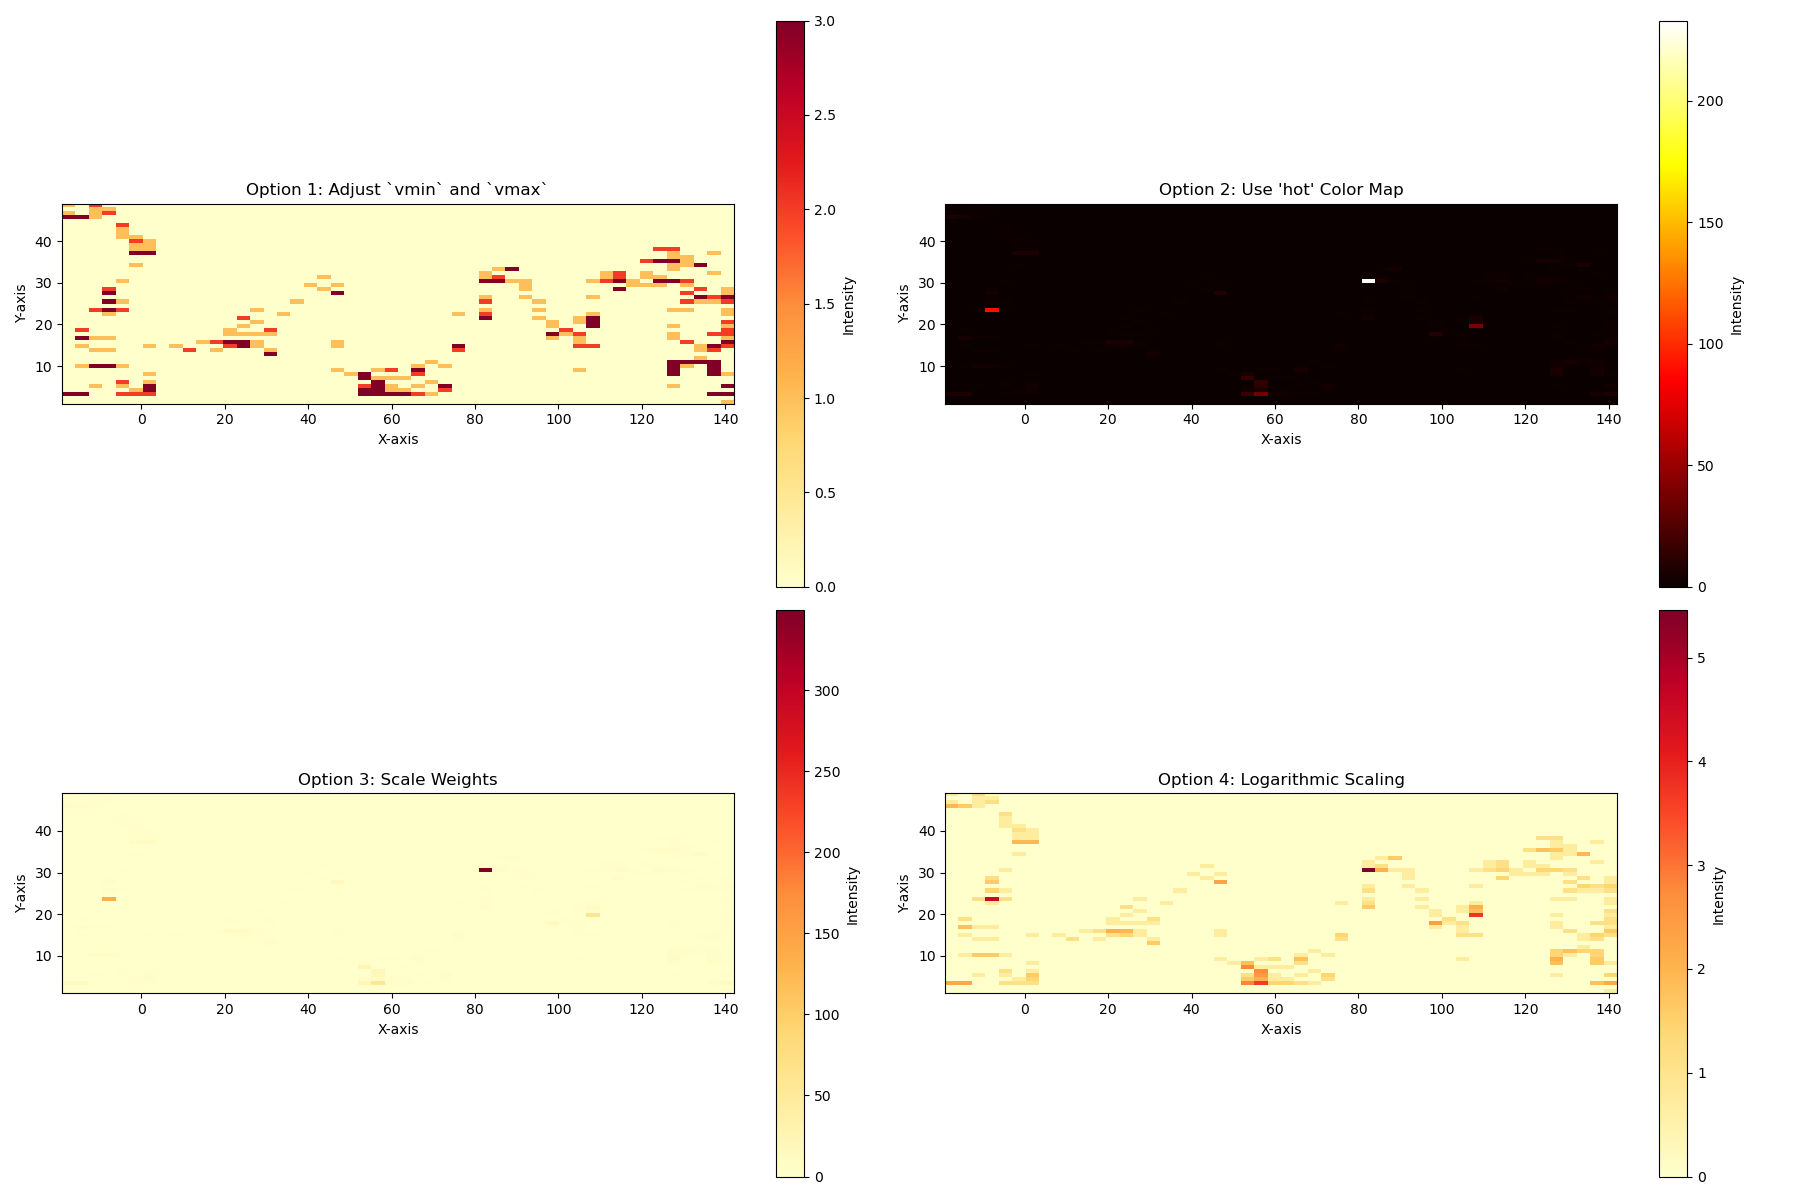 Option 1: Adjust `vmin` and `vmax`
Y-axis
40
30
20
10
0 20 40 60 80 100 120 140
X-axis
3.0
2.5
2.0
1.5
1.0
0.5
0.0
Intensity
Option 2: Use 'hot' Color Map
Y-axis
40
30
20
10
0 20 40 60 80 100 120 140
X-axis
200
150
100
50
0
Intensity
Option 3: Scale Weights
Y-axis
40
30
20
10
0 20 40 60 80 100 120 140
X-axis
300
250
200
150
100
50
0
Intensity
Option 4: Logarithmic Scaling
Y-axis
40
30
20
10
0 20 40 60 80 100 120 140
X-axis
5
4
3
2
1
0
Intensity